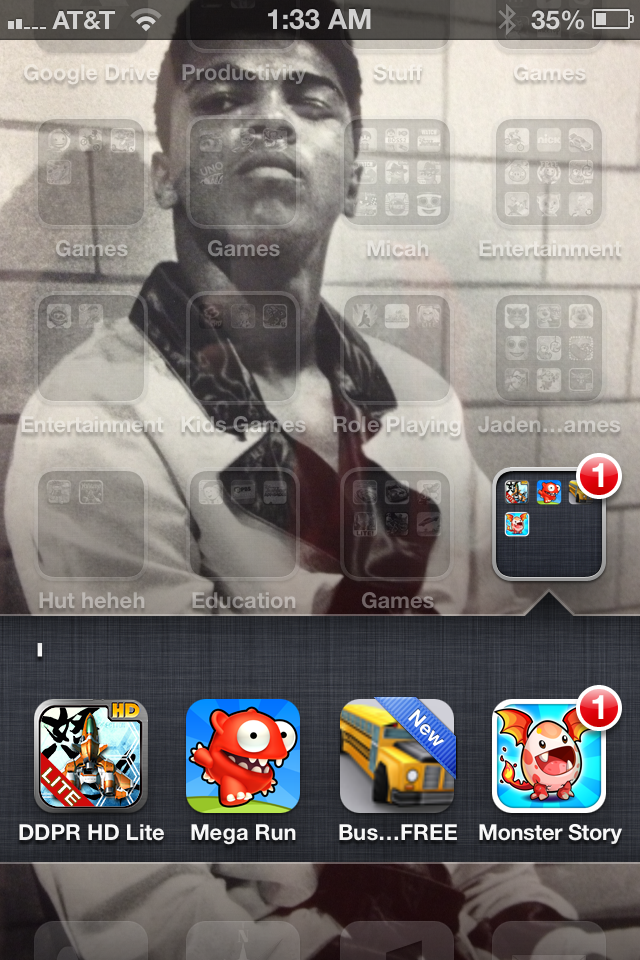 AT&T 1:33 AM 35%
Google Drive Productivity Stuff Games
UNO
Games Games Micah Entertainment
Entertainment Kids Games Role Playing Jaden...ames
1
Hut heheh Education Games
I
HD New 1
LITE
DDPR HD Lite Mega Run Bus...FREE Monster Story